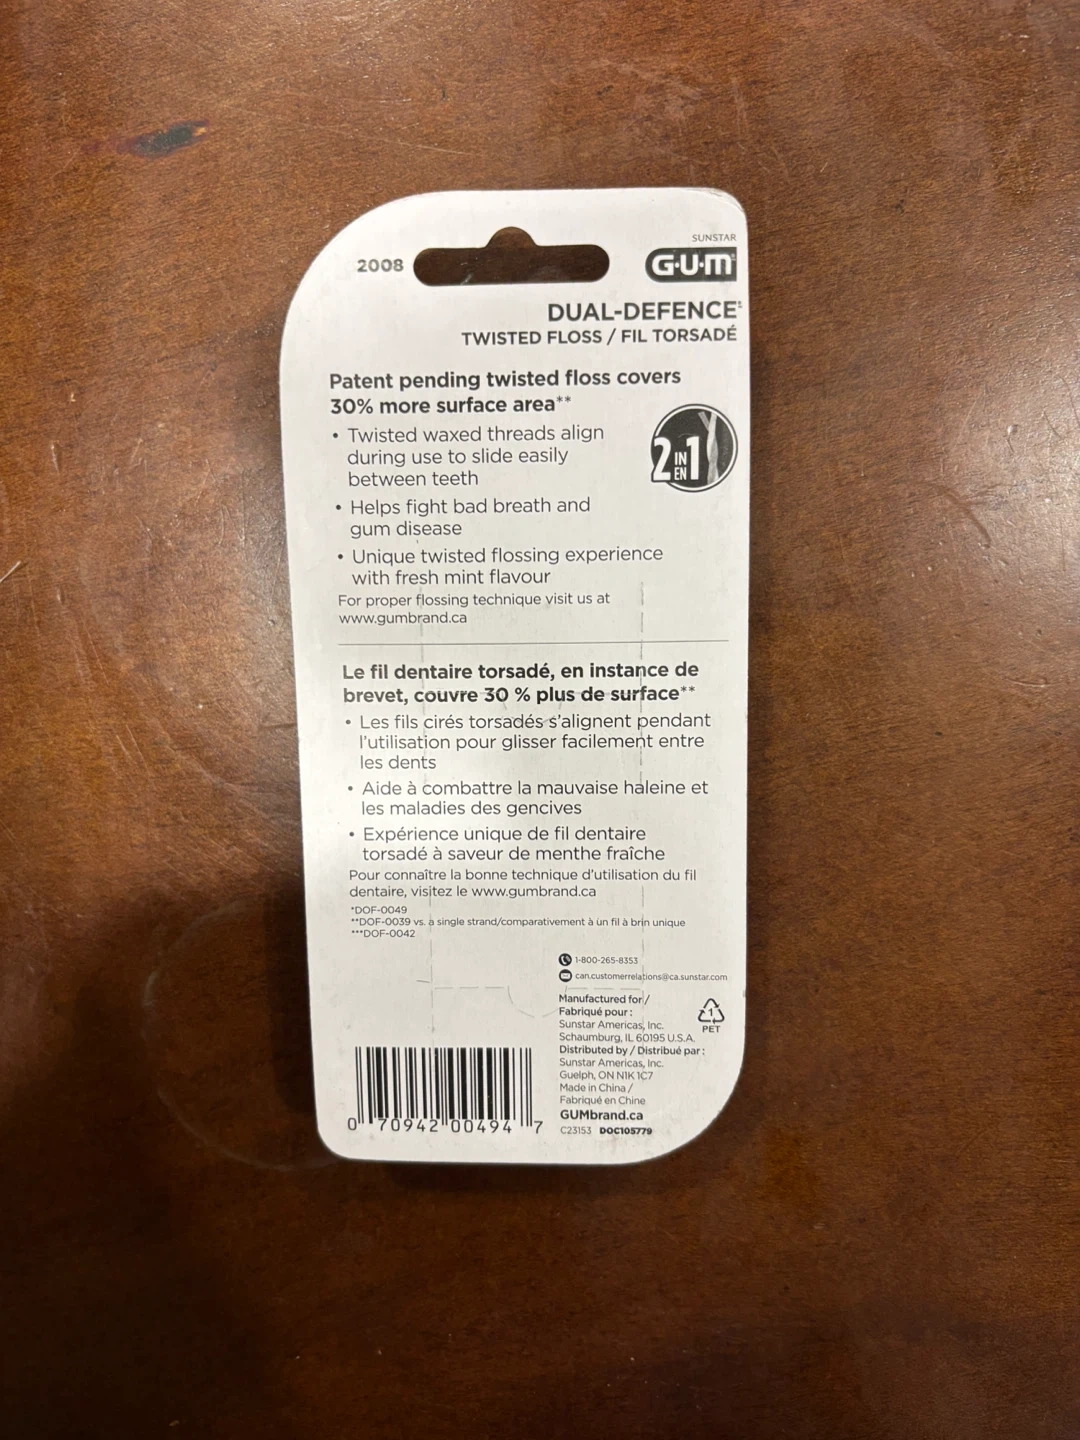 2008
SUNSTAR
G·U·M
DUAL-DEFENCE‡
TWISTED FLOSS / FIL TORSADÉ
Patent pending twisted floss covers
30% more surface area**
• Twisted waxed threads align
during use to slide easily
between teeth
2 IN EN 1
• Helps fight bad breath and
gum disease
• Unique twisted flossing experience
with fresh mint flavour
For proper flossing technique visit us at
www.gumbrand.ca
Le fil dentaire torsadé, en instance de
brevet, couvre 30 % plus de surface**
• Les fils cirés torsadés s'alignent pendant
l'utilisation pour glisser facilement entre
les dents
• Aide à combattre la mauvaise haleine et
les maladies des gencives
• Expérience unique de fil dentaire
torsadé à saveur de menthe fraîche
Pour connaître la bonne technique d'utilisation du fil
dentaire, visitez le www.gumbrand.ca
*DOF-0049
**DOF-0039 vs. a single strand/comparativement à un fil à brin unique
***DOF-0042
1-800-265-8353
can.customerrelations@ca.sunstar.com
Manufactured for /
Fabriqué pour :
Sunstar Americas, Inc.
Schaumburg, IL 60195 U.S.A.
1
PET
Distributed by / Distribué par :
Sunstar Americas, Inc.
Guelph, ON N1K 1C7
Made in China /
Fabriqué en Chine
GUMbrand.ca
C23153 DOC105779
0 70942 00494 7